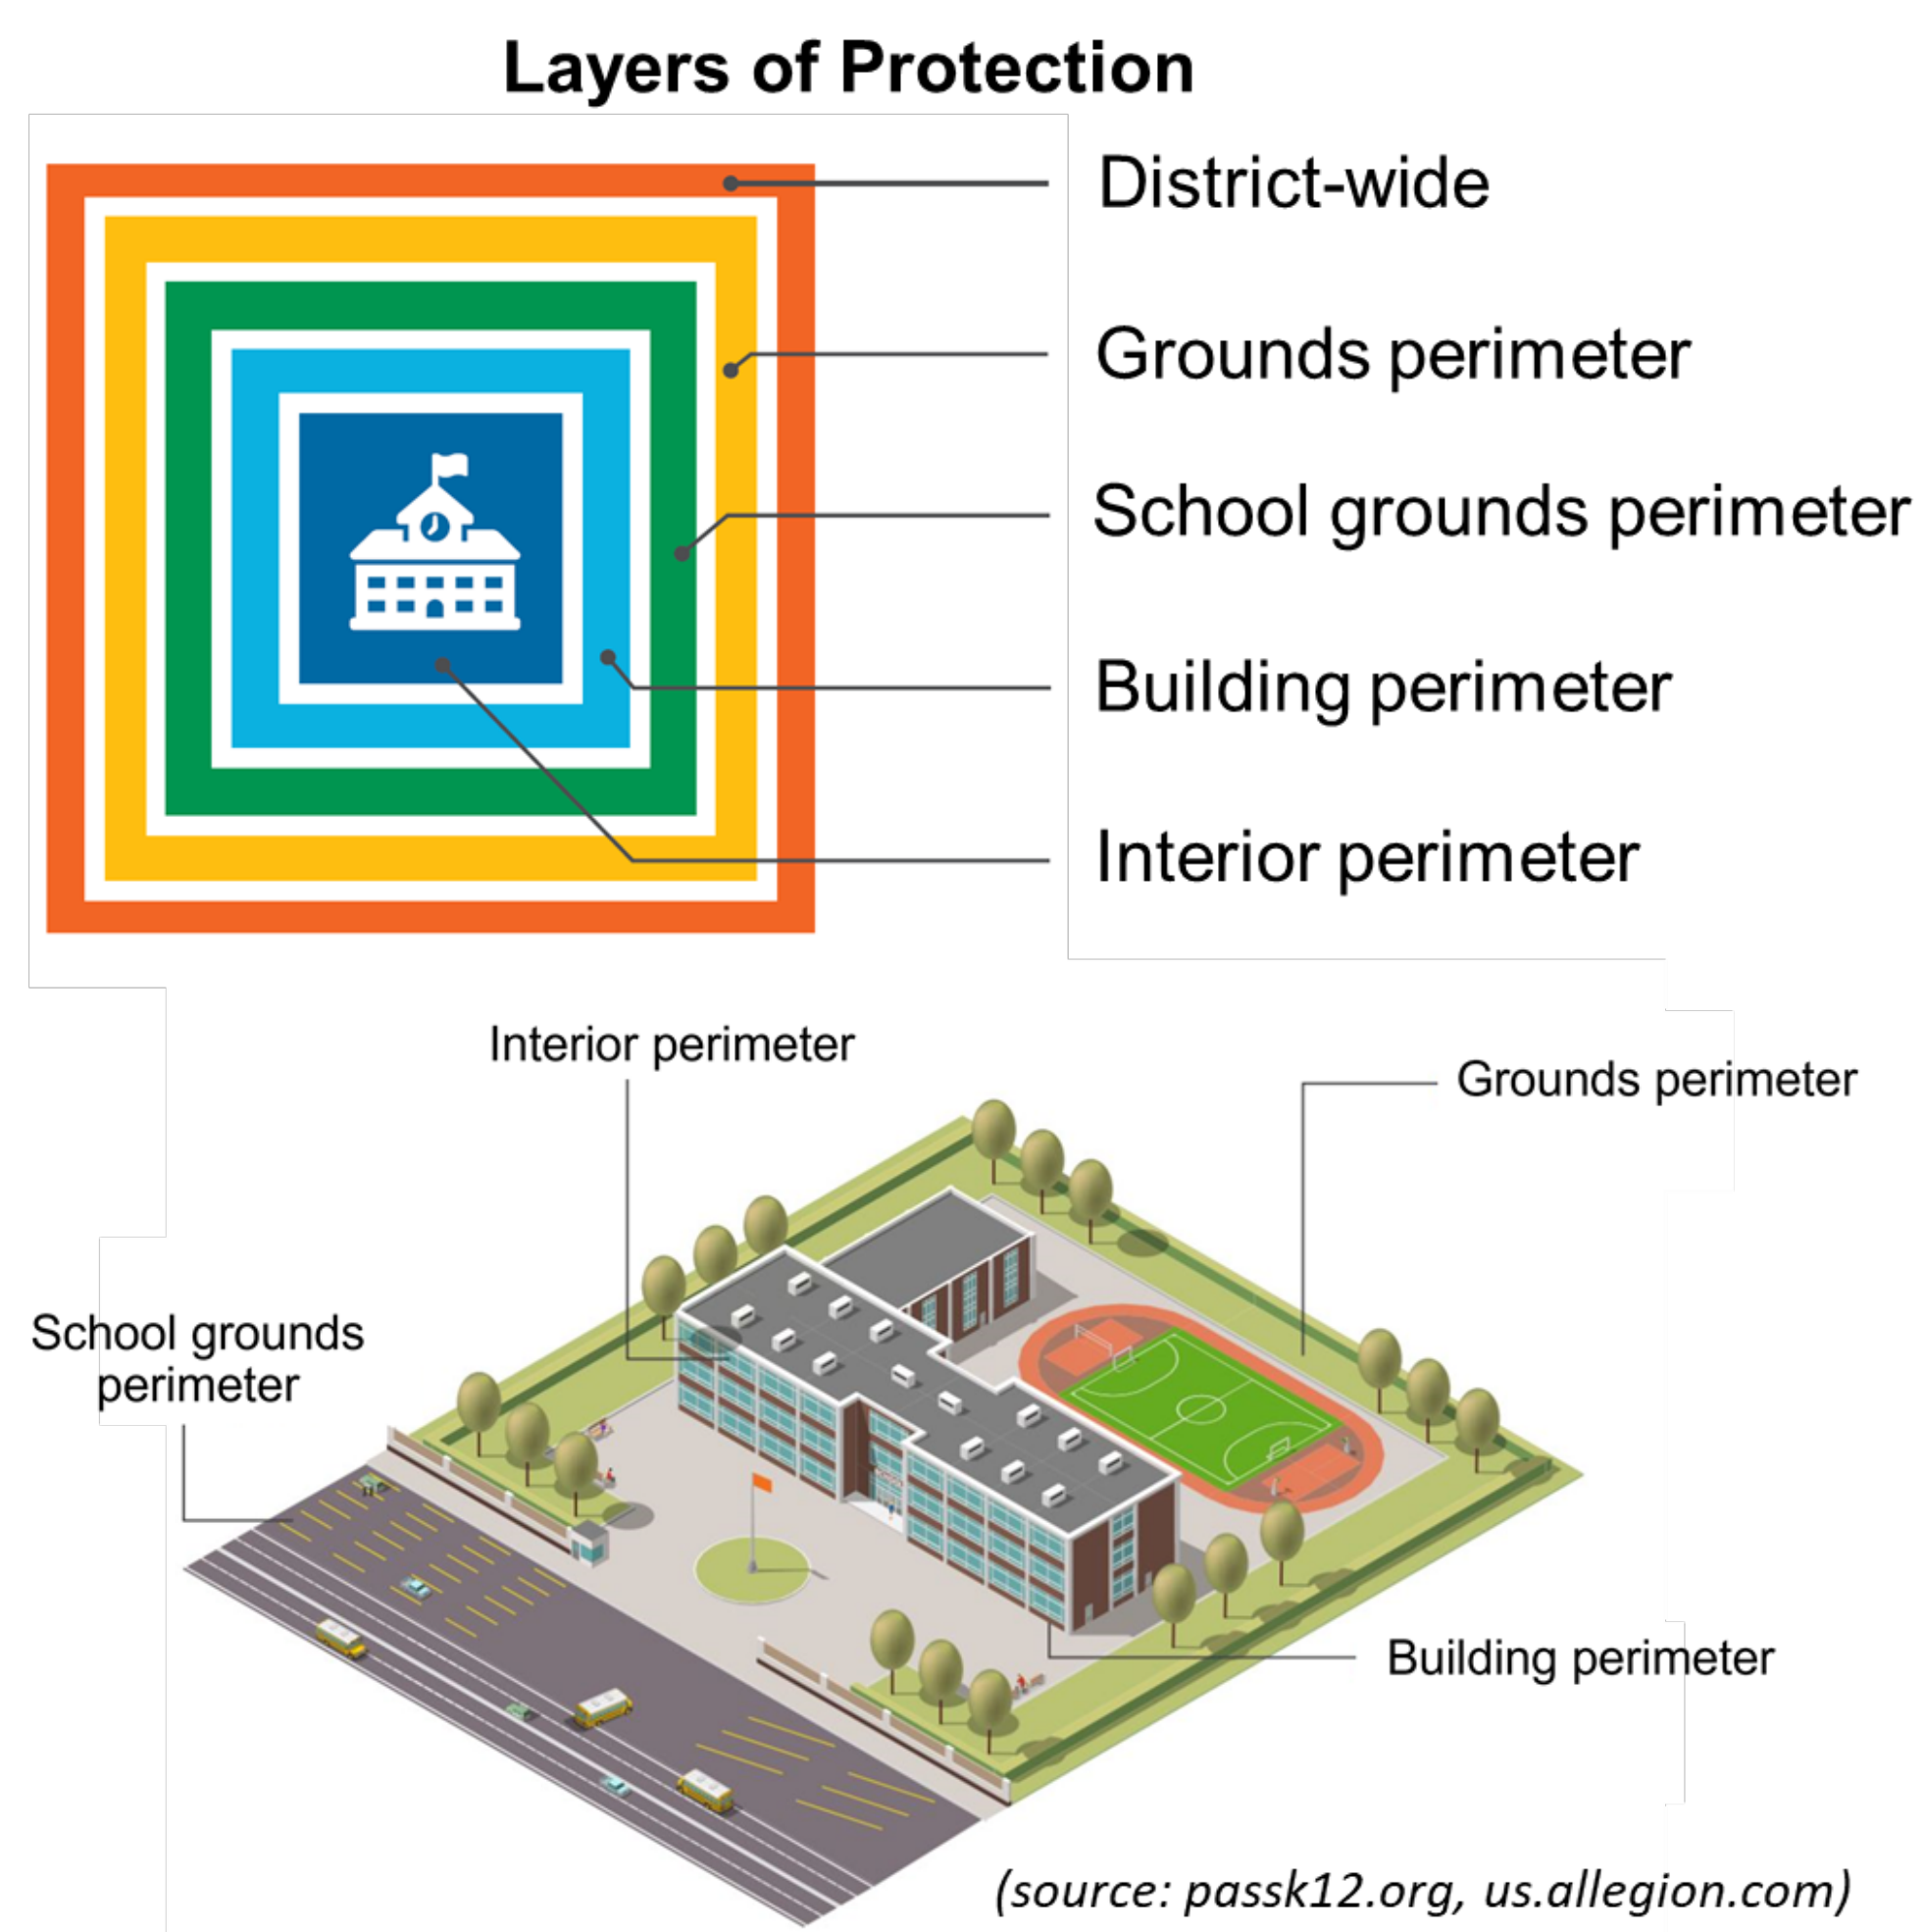 Layers of Protection
District-wide
Grounds perimeter
School grounds perimeter
Building perimeter
Interior perimeter
Interior perimeter
Grounds perimeter
School grounds
perimeter
Building perimeter
(source: passk12.org, us.allegion.com)